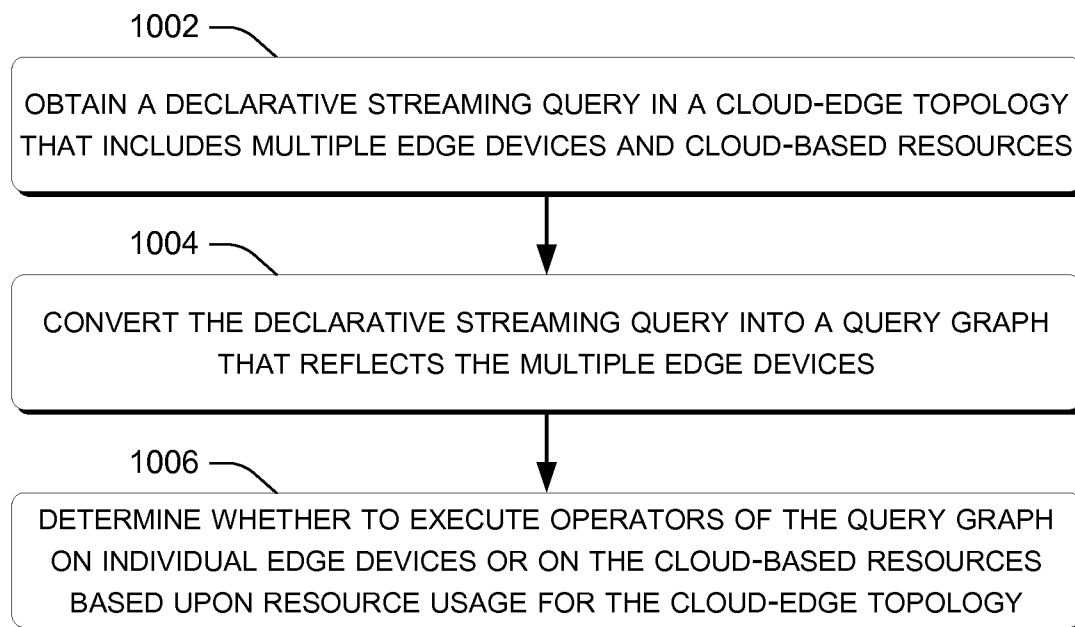 1002
OBTAIN A DECLARATIVE STREAMING QUERY IN A CLOUD-EDGE TOPOLOGY
THAT INCLUDES MULTIPLE EDGE DEVICES AND CLOUD-BASED RESOURCES
1004
CONVERT THE DECLARATIVE STREAMING QUERY INTO A QUERY GRAPH
THAT REFLECTS THE MULTIPLE EDGE DEVICES
1006
DETERMINE WHETHER TO EXECUTE OPERATORS OF THE QUERY GRAPH
ON INDIVIDUAL EDGE DEVICES OR ON THE CLOUD-BASED RESOURCES
BASED UPON RESOURCE USAGE FOR THE CLOUD-EDGE TOPOLOGY